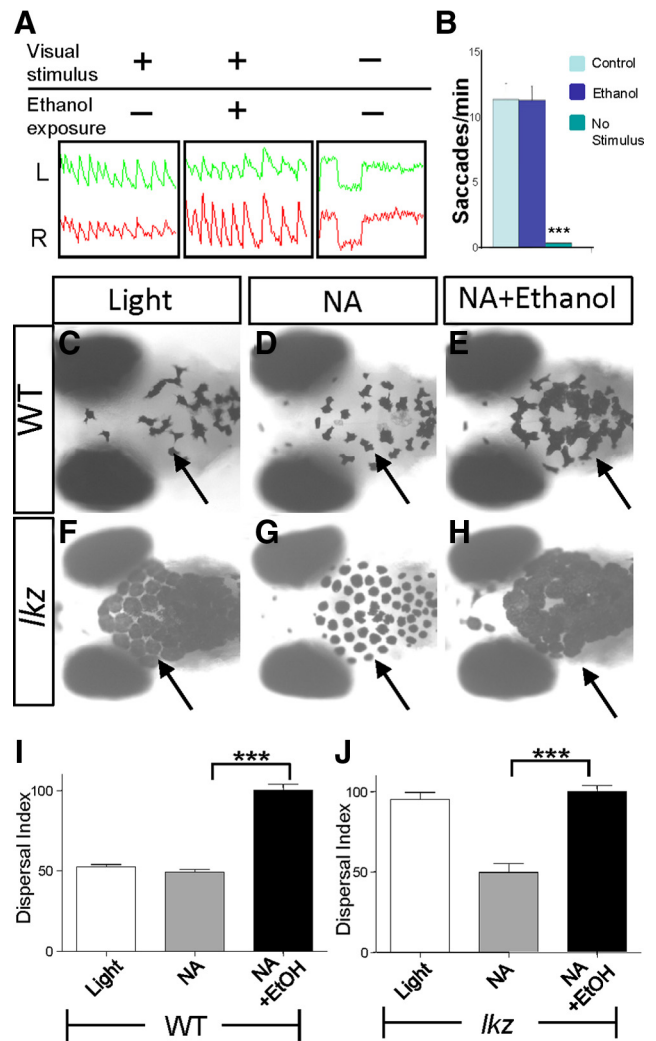 A
Visual stimulus + + −
Ethanol exposure − + −
L
R
B
Saccades/min
15
10
5
0
Control
Ethanol
No Stimulus
***
Light NA NA+Ethanol
WT
C D E
lkz
F G H
I
***
Dispersal Index
100
50
0
Light NA NA +EtOH
WT
J
***
Dispersal Index
100
50
0
Light NA NA +EtOH
lkz